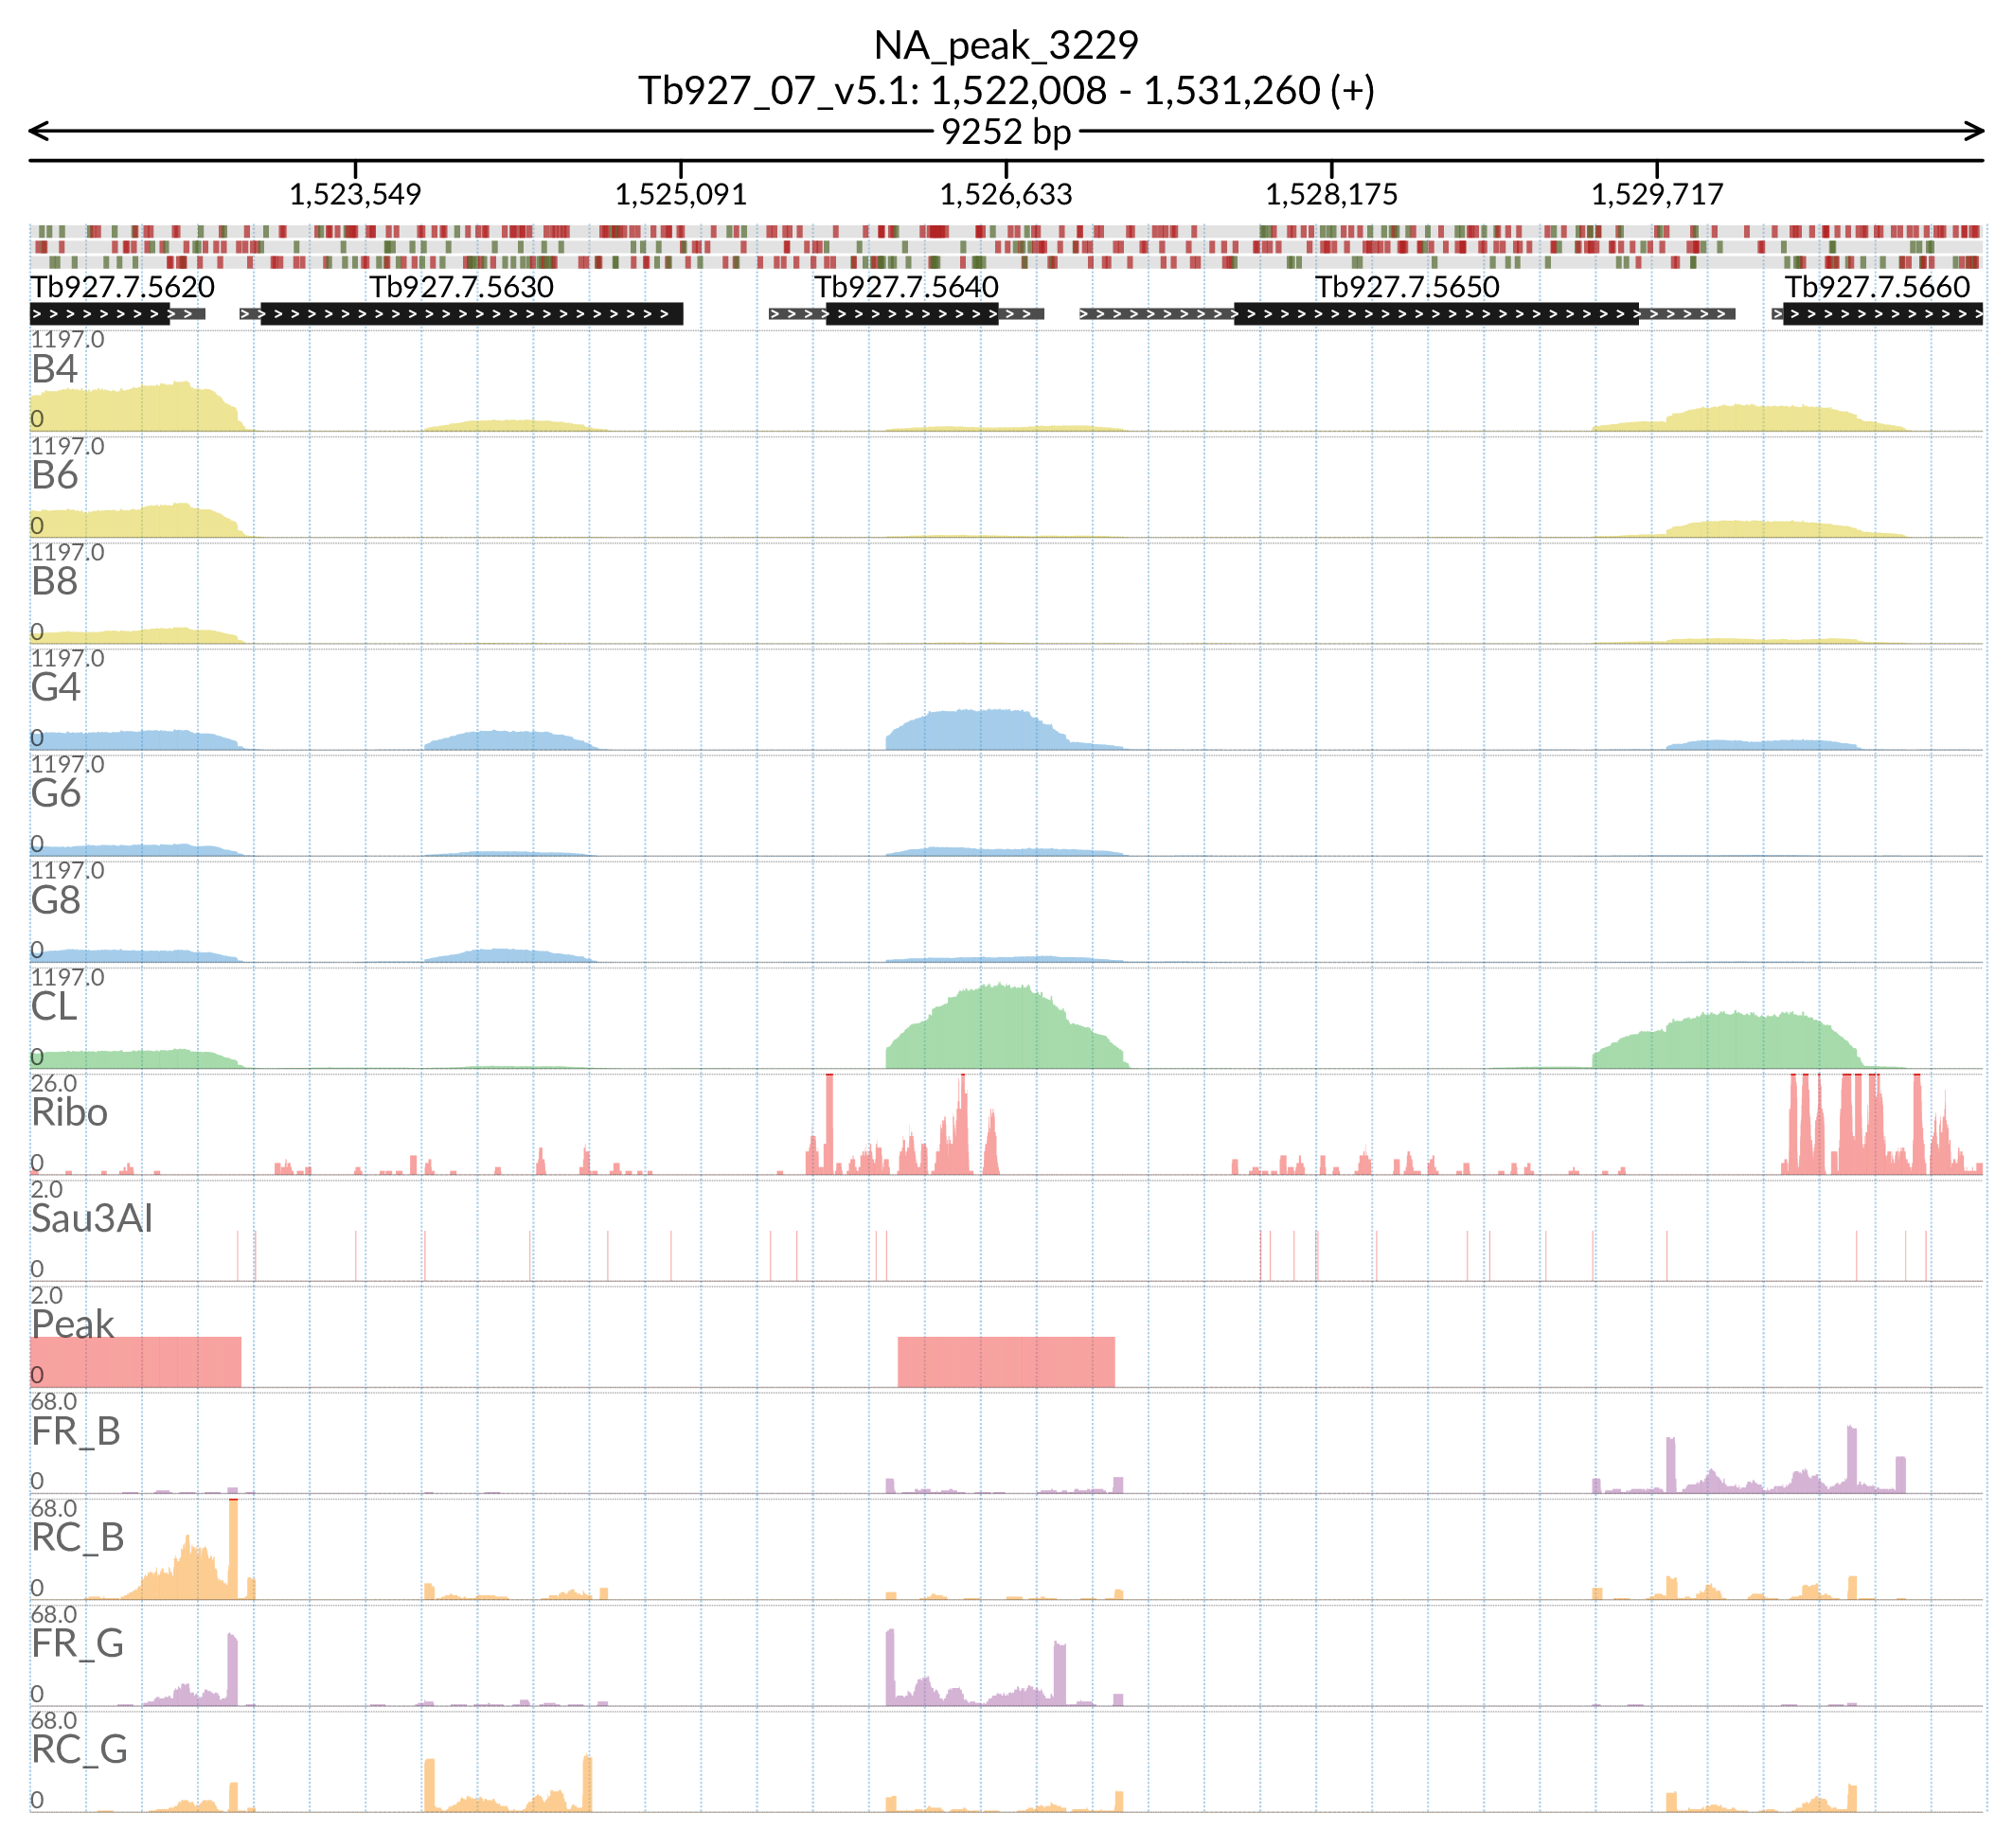 NA_peak_3229
Tb927_07_v5.1: 1,522,008 - 1,531,260 (+)
9252 bp
1,523,549 1,525,091 1,526,633 1,528,175 1,529,717
Tb927.7.5620 Tb927.7.5630 Tb927.7.5640 Tb927.7.5650 Tb927.7.5660
1197.0
B4
0
1197.0
B6
0
1197.0
B8
0
1197.0
G4
0
1197.0
G6
0
1197.0
G8
0
1197.0
CL
0
26.0
Ribo
0
2.0
Sau3AI
0
2.0
Peak
0
68.0
FR_B
0
68.0
RC_B
0
68.0
FR_G
0
68.0
RC_G
0